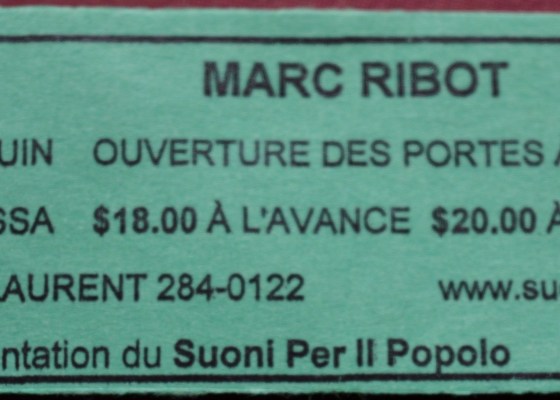 MARC RIBOT
UIN OUVERTURE DES PORTES À
SSA $18.00 À L'AVANCE $20.00 À
LAURENT 284-0122 www.su
ntation du Suoni Per Il Popolo